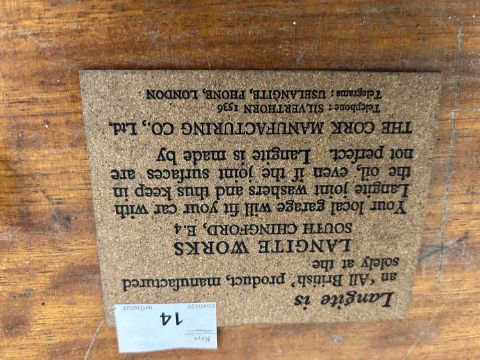 Langite is
an "All British" product, manufactured
solely at the
LANGITE WORKS
SOUTH CHINGFORD, E.4
Your local garage will fit your car with
Langite joint washers and thus keep in
the oil, even if the joint surfaces are
not perfect. Langite is made by
THE CORK MANUFACTURING CO., Ltd.
Telephone: SILVERTHORN 1536
Telegrams: USELANGITE, PHONE, LONDON
Keys
14